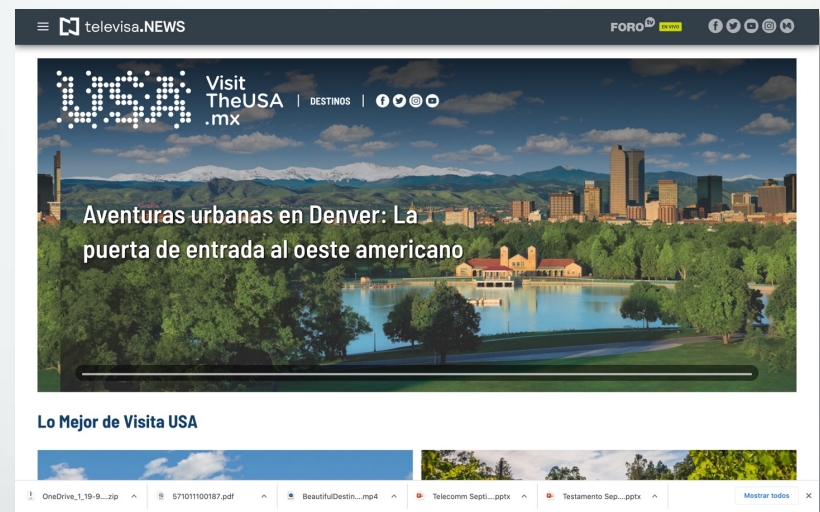 televisa.NEWS
FORO tv EN VIVO
USA
Visit
TheUSA
.mx
| DESTINOS |
Aventuras urbanas en Denver: La
puerta de entrada al oeste americano
Lo Mejor de Visita USA
OneDrive_1_19-9....zip
571011100187.pdf
BeautifulDestin....mp4
Telecomm Septi....pptx
Testamento Sep....pptx
Mostrar todos